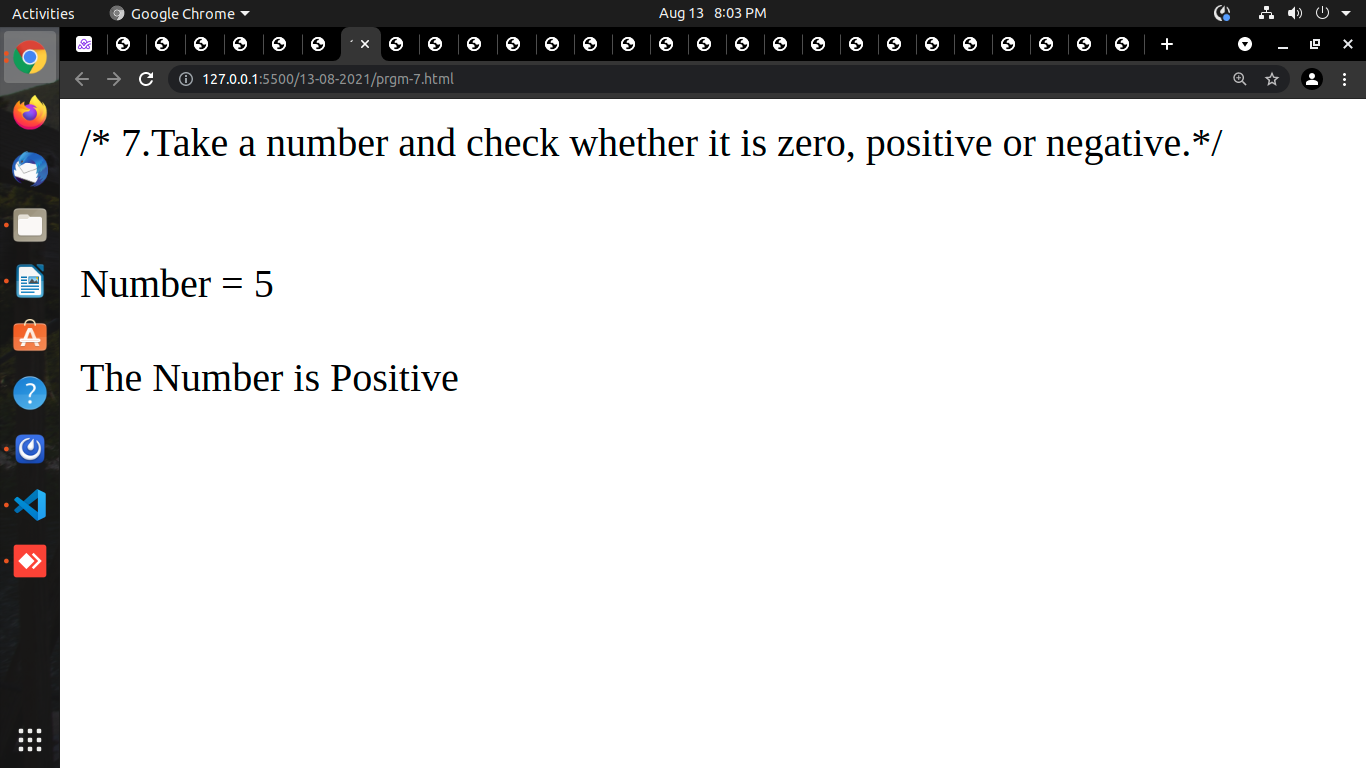 Activities
Google Chrome
Aug 13 8:03 PM
127.0.0.1:5500/13-08-2021/prgm-7.html
/* 7.Take a number and check whether it is zero, positive or negative.*/
Number = 5
The Number is Positive